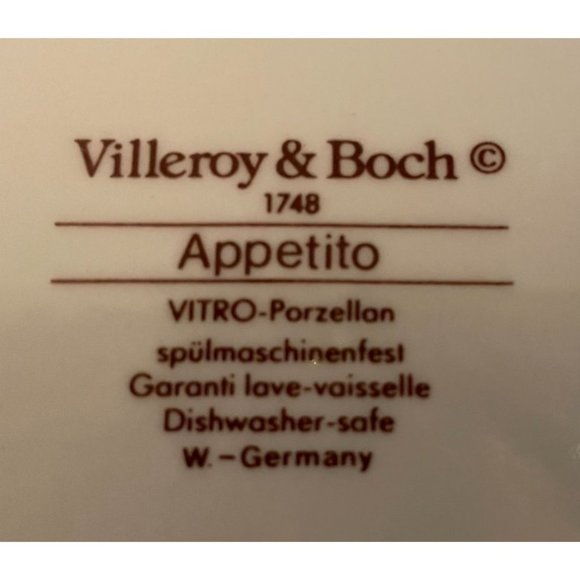 Villeroy & Boch ©
1748
Appetito
VITRO-Porzellan
spülmaschinenfest
Garanti lave-vaisselle
Dishwasher-safe
W.-Germany